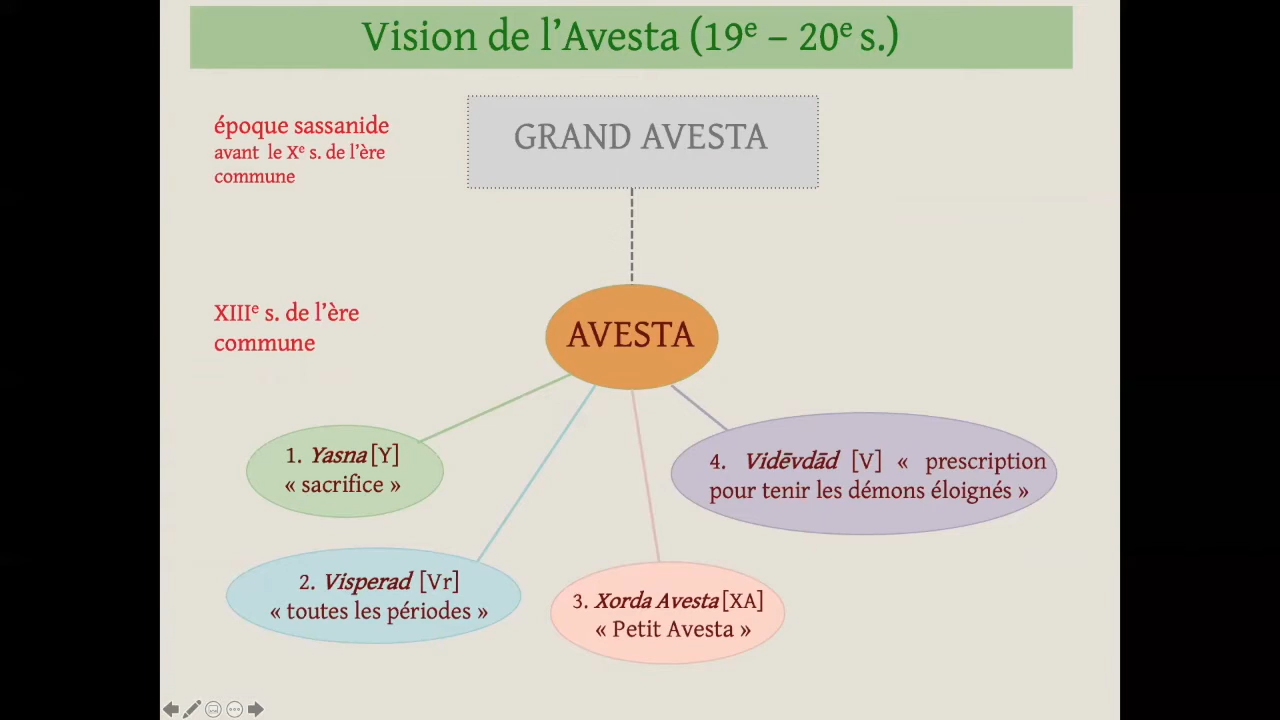 Vision de l’Avesta (19e – 20e s.)
époque sassanide
avant le Xe s. de l’ère
commune
GRAND AVESTA
XIIIe s. de l’ère
commune
AVESTA
1. Yasna [Y]
« sacrifice »
2. Visperad [Vr]
« toutes les périodes »
3. Xorda Avesta [XA]
« Petit Avesta »
4. Vidēvdād [V] « prescription
pour tenir les démons éloignés »